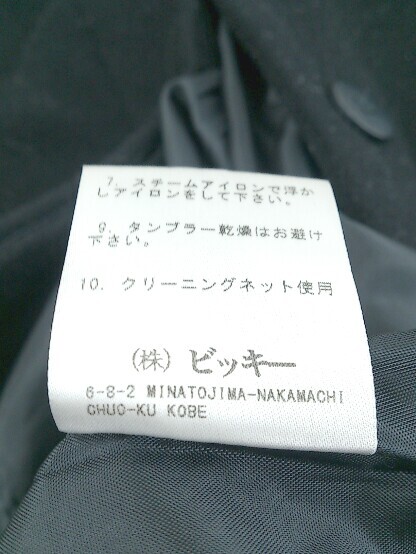 7. スチームアイロンで浮か
しアイロンをして下さい。
9. タンブラー乾燥はお避け
下さい。
10. クリーニングネット使用
(株) ビッキー
6-8-2 MINATOJIMA-NAKAMACHI
CHUO-KU KOBE